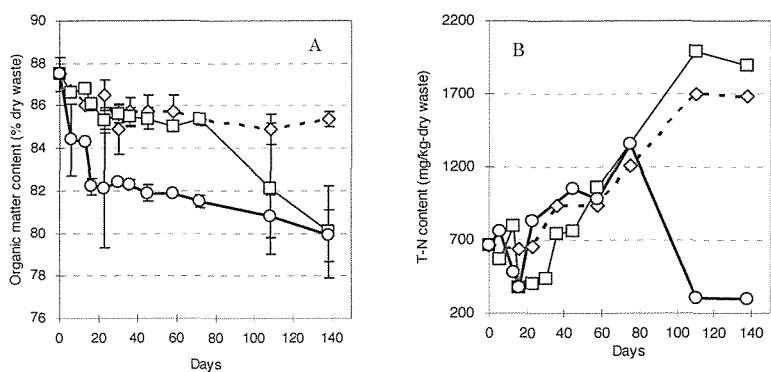 A
Organic matter content (% dry waste)
90
88
86
84
82
80
78
76
0 20 40 60 80 100 120 140
Days
B
T-N content (mg/kg-dry waste)
2200
1700
1200
700
200
0 20 40 60 80 100 120 140
Days